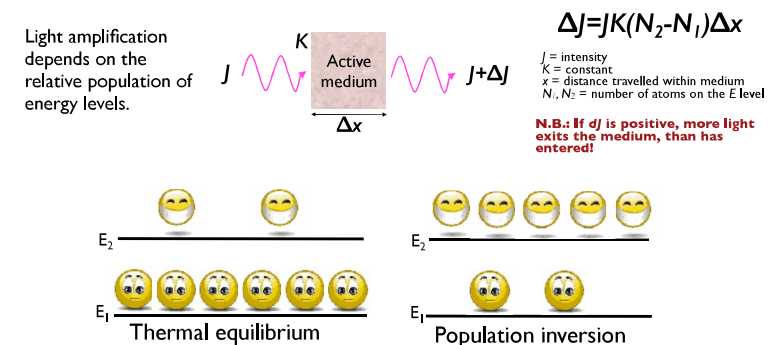 Light amplification
depends on the
relative population of
energy levels.
J
K
Active
medium
J+ΔJ
Δx
ΔJ=JK(N₂-N₁)Δx
J = intensity
K = constant
x = distance travelled within medium
N₁, N₂ = number of atoms on the E level
N.B.: If dJ is positive, more light
exits the medium, than has
entered!
E₂
E₁
Thermal equilibrium
E₂
E₁
Population inversion